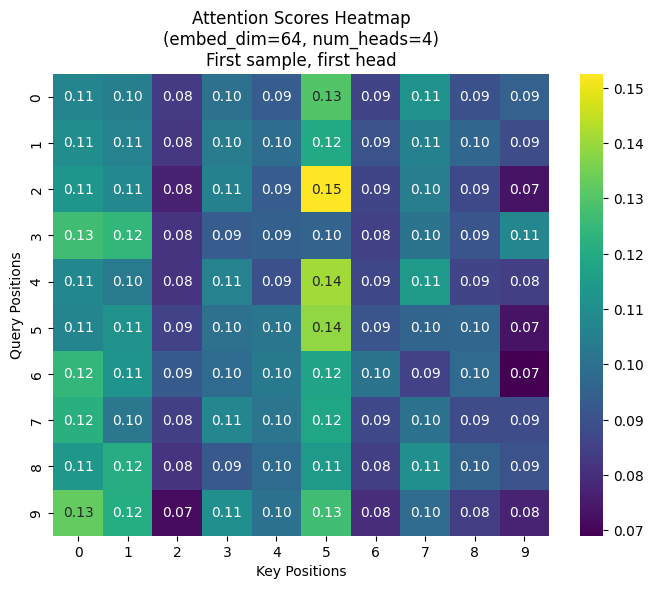 Attention Scores Heatmap
(embed_dim=64, num_heads=4)
First sample, first head
Query Positions
0 0.11 0.10 0.08 0.10 0.09 0.13 0.09 0.11 0.09 0.09
1 0.11 0.11 0.08 0.10 0.10 0.12 0.09 0.11 0.10 0.09
2 0.11 0.11 0.08 0.11 0.09 0.15 0.09 0.10 0.09 0.07
3 0.13 0.12 0.08 0.09 0.09 0.10 0.08 0.10 0.09 0.11
4 0.11 0.10 0.08 0.11 0.09 0.14 0.09 0.11 0.09 0.08
5 0.11 0.11 0.09 0.10 0.10 0.14 0.09 0.10 0.10 0.07
6 0.12 0.11 0.09 0.10 0.10 0.12 0.10 0.09 0.10 0.07
7 0.12 0.10 0.08 0.11 0.10 0.12 0.09 0.10 0.09 0.09
8 0.11 0.12 0.08 0.09 0.10 0.11 0.08 0.11 0.10 0.09
9 0.13 0.12 0.07 0.11 0.10 0.13 0.08 0.10 0.08 0.08
0 1 2 3 4 5 6 7 8 9
Key Positions
0.15
0.14
0.13
0.12
0.11
0.10
0.09
0.08
0.07